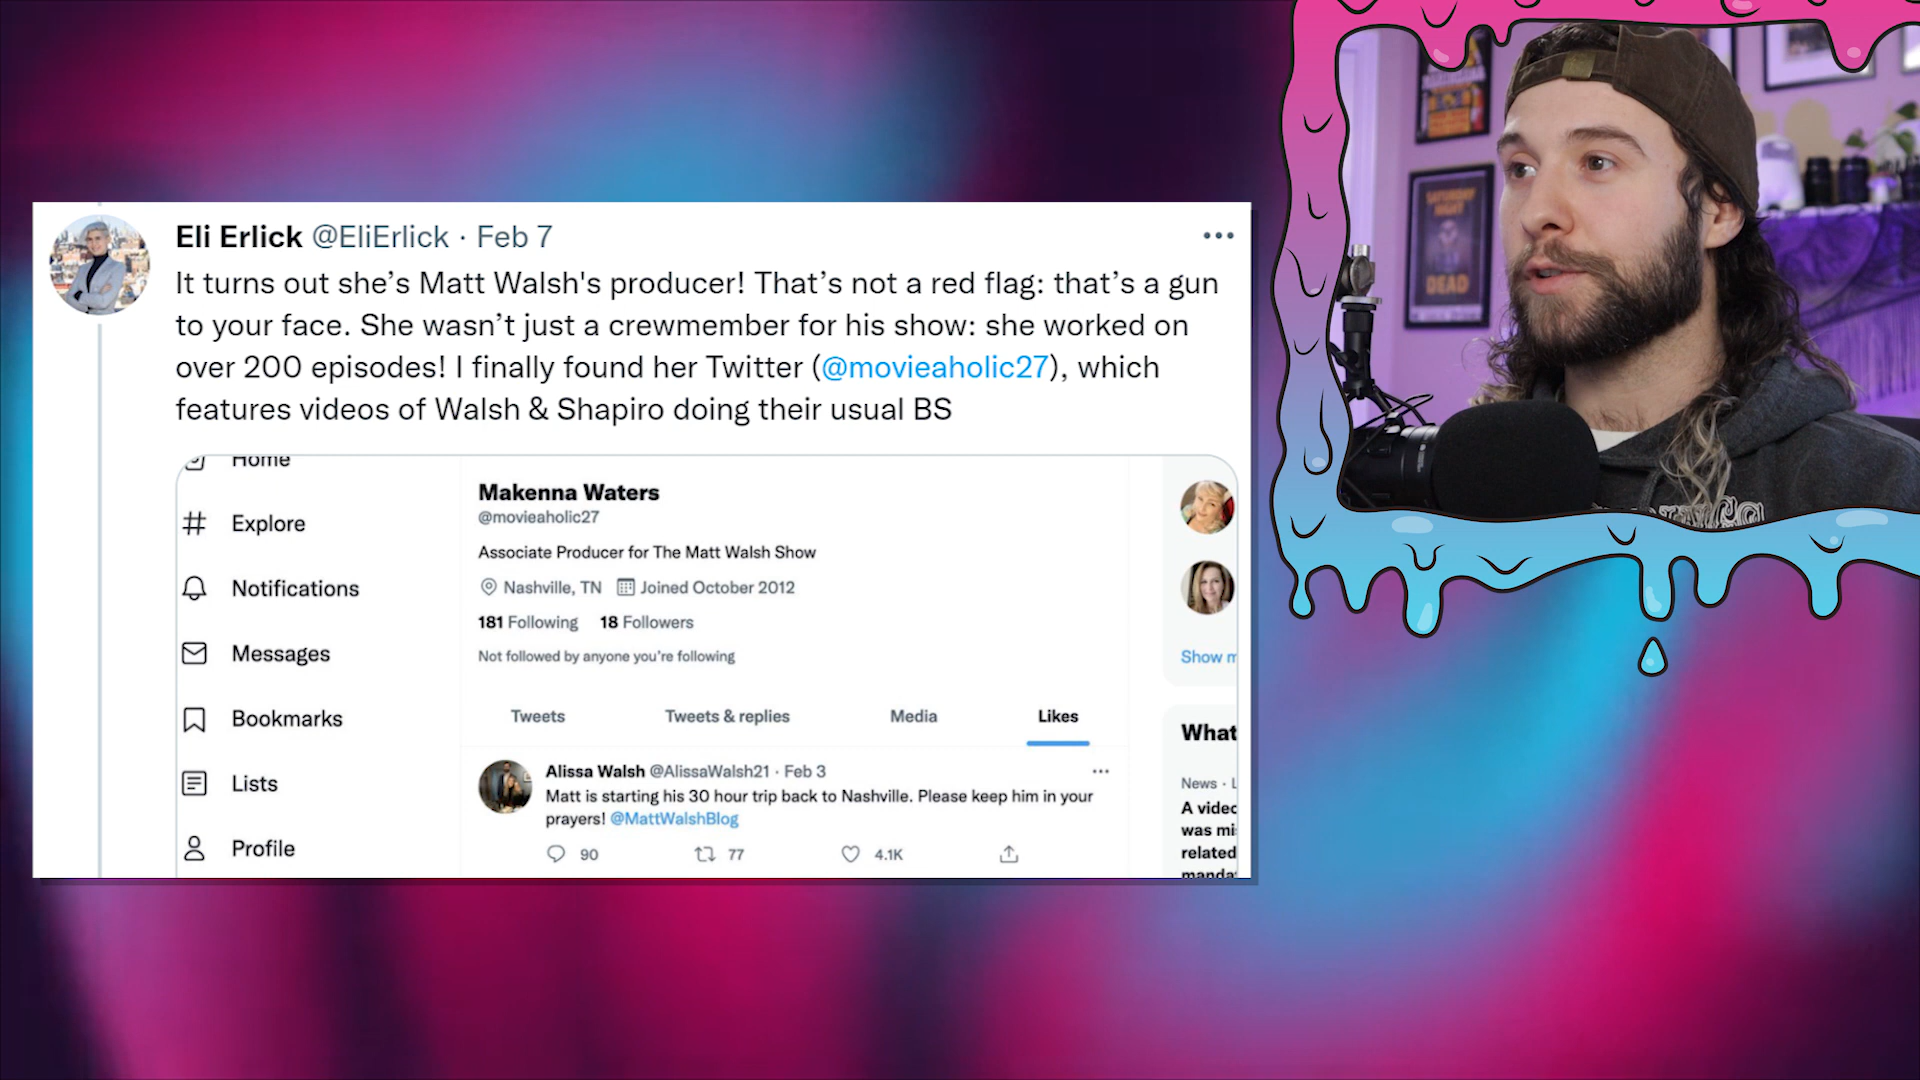 Eli Erlick @EliErlick · Feb 7
It turns out she’s Matt Walsh's producer! That’s not a red flag: that’s a gun
to your face. She wasn’t just a crewmember for his show: she worked on
over 200 episodes! I finally found her Twitter (@movieaholic27), which
features videos of Walsh & Shapiro doing their usual BS
Home
Explore
Notifications
Messages
Bookmarks
Lists
Profile
Makenna Waters
@movieaholic27
Associate Producer for The Matt Walsh Show
Nashville, TN Joined October 2012
181 Following 18 Followers
Not followed by anyone you’re following
Tweets Tweets & replies Media Likes
Alissa Walsh @AlissaWalsh21 · Feb 3
Matt is starting his 30 hour trip back to Nashville. Please keep him in your
prayers! @MattWalshBlog
90 77 4.1K
Show
What
News ·
A
was
related
SATURDAY
NIGHT
DEAD